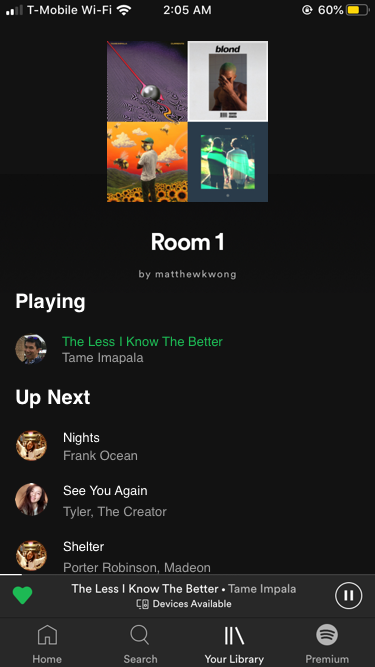 T-Mobile Wi-Fi 2:05 AM 60%
blond
Room 1
by matthewkwong
Playing
The Less I Know The Better
Tame Imapala
Up Next
Nights
Frank Ocean
See You Again
Tyler, The Creator
Shelter
Porter Robinson, Madeon
The Less I Know The Better • Tame Impala
Devices Available
Home Search Your Library Premium